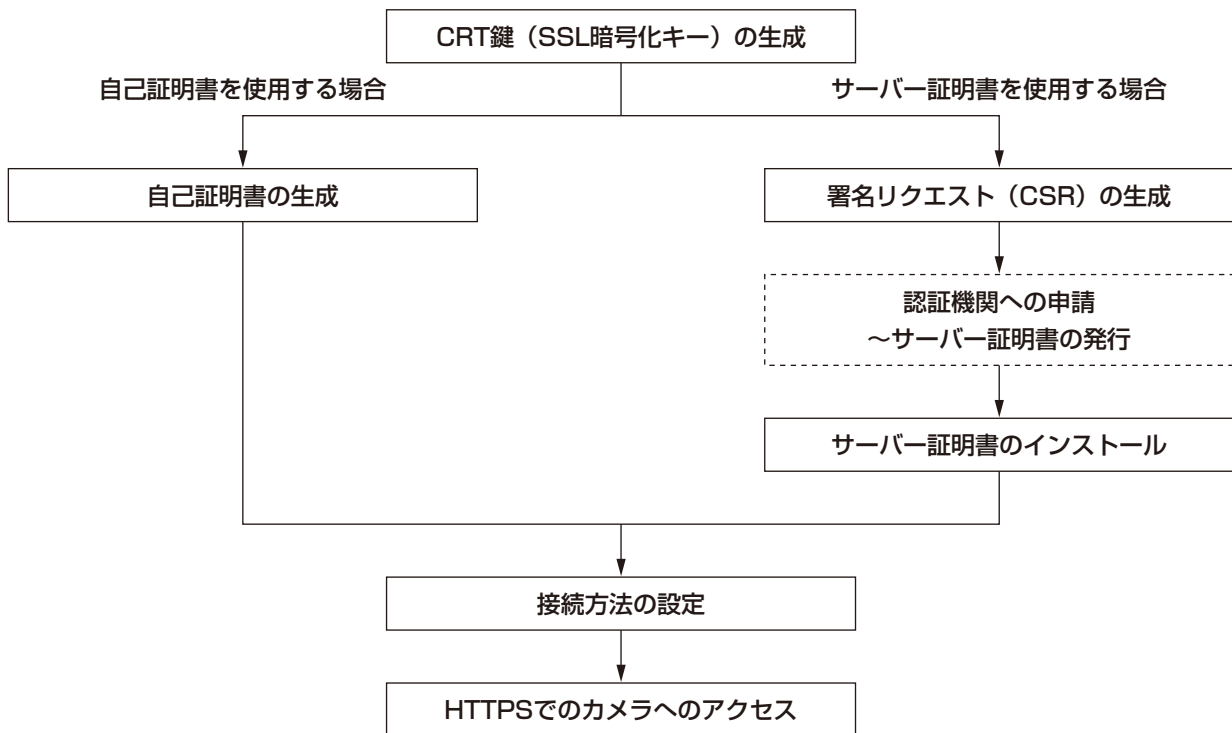 CRT鍵（SSL暗号化キー）の生成
自己証明書を使用する場合
サーバー証明書を使用する場合
自己証明書の生成
署名リクエスト（CSR）の生成
認証機関への申請
～サーバー証明書の発行
サーバー証明書のインストール
接続方法の設定
HTTPSでのカメラへのアクセス